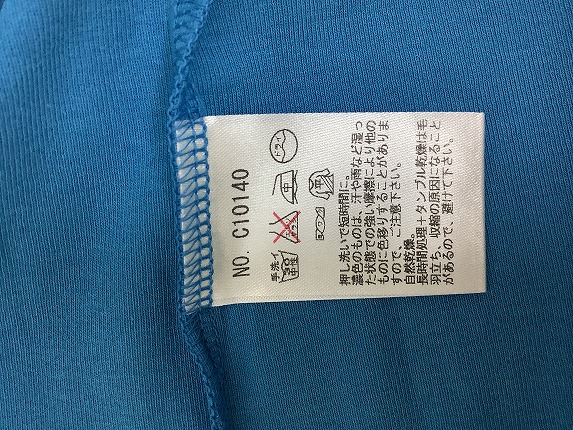 NO. C10140
手洗イ
中性
中
ドライ
平
押し洗いで短時間に。
濃色のものは、汗や雨など湿っ
た状態での強い摩擦により他の
ものに色移りすることがありま
すので、ご注意下さい。
自然乾燥。
長時間処理+タンブル乾燥は毛
羽立ち、収縮の原因になること
があるので、避けて下さい。